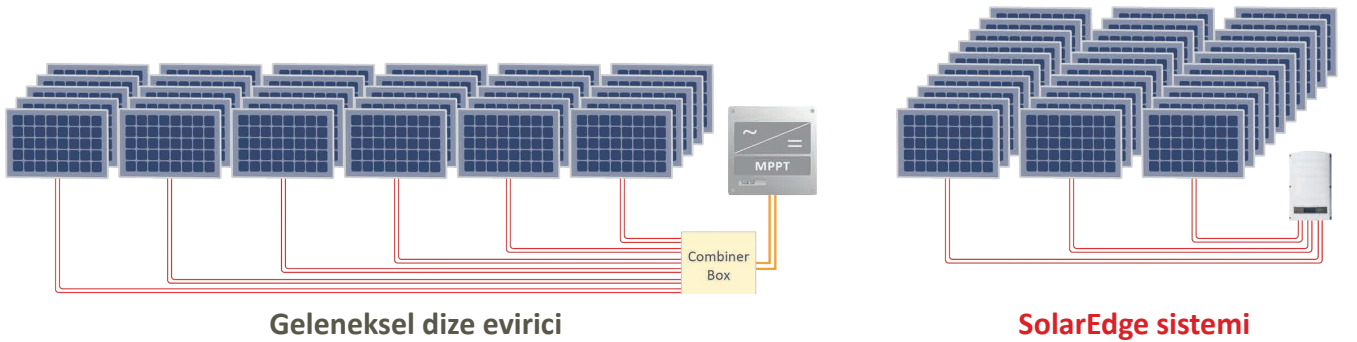 MPPT
Combiner
Box
Geleneksel dize evirici
SolarEdge sistemi